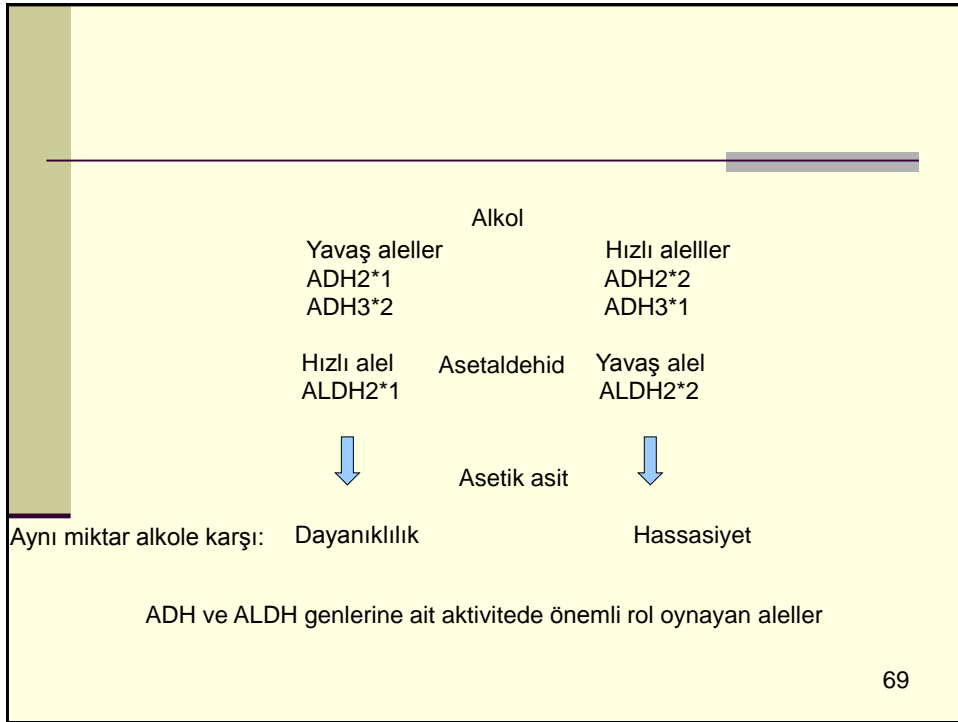 Alkol
Yavaş aleller Hızlı alelller
ADH2*1 ADH2*2
ADH3*2 ADH3*1
Hızlı alel Asetaldehid Yavaş alel
ALDH2*1 ALDH2*2
Asetik asit
Aynı miktar alkole karşı: Dayanıklılık Hassasiyet
ADH ve ALDH genlerine ait aktivitede önemli rol oynayan aleller
69